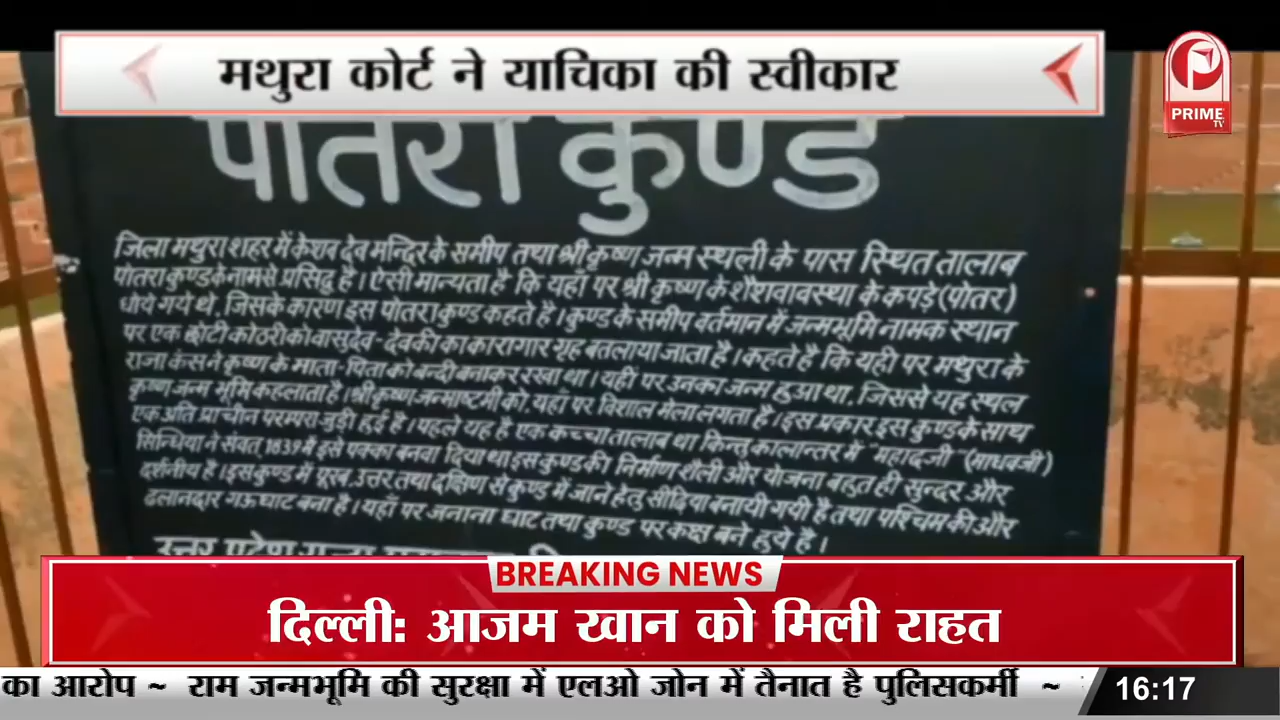 मथुरा कोर्ट ने याचिका की स्वीकार
PRIME
TV
पोतरा कुण्ड
जिला मथुरा शहर में केशव देव मन्दिर के समीप तथा श्री कृष्ण जन्म स्थली के पास स्थित तालाब
पोतरा कुण्ड के नाम से प्रसिद्ध है । ऐसी मान्यता है कि यहाँ पर श्री कृष्ण के शैशवावस्था के कपड़े (पोतर)
धोये गये थे, जिसके कारण इस पोतरा कुण्ड कहते है । कुण्ड के समीप वर्तमान में जन्मभूमि नामक स्थान
पर एक छोटी कोठरी को वासुदेव-देवकी का कारागार गृह बतलाया जाता है । कहते है कि यही पर मथुरा के
राजा कंस ने कृष्ण के माता-पिता को बन्दी बनाकर रखा था । यहीं पर उनका जन्म हुआ था, जिससे यह स्थल
कृष्ण जन्म भूमि कहलाता है । श्री कृष्ण जन्माष्टमी को, यहाँ पर विशाल मेला लगता है । इस प्रकार इस कुण्ड के साथ
एक अति प्राचीन परम्परा जुड़ी हुई है । पहले यह है एक कच्चा तालाब था किन्तु कालान्तर में "महादजी" (माधवजी)
सिन्धिया ने संवत् 1839 में इसे पक्का बनवा दिया था इस कुण्ड की निर्माण शैली और योजना बहुत ही सुन्दर और
दर्शनीय है । इस कुण्ड में पूरब, उत्तर तथा दक्षिण से कुण्ड में जाने हेतु सीढ़िया बनायी गयी है तथा पश्चिम की और
ढलानदार गऊ घाट बना है । यहाँ पर जनाना घाट तथा कुण्ड पर कक्ष बने हुये है ।
उत्तर प्रदेश राज्य
BREAKING NEWS
दिल्ली: आजम खान को मिली राहत
का आरोप ~ राम जन्मभूमि की सुरक्षा में एलओ जोन में तैनात है पुलिसकर्मी ~
16:17